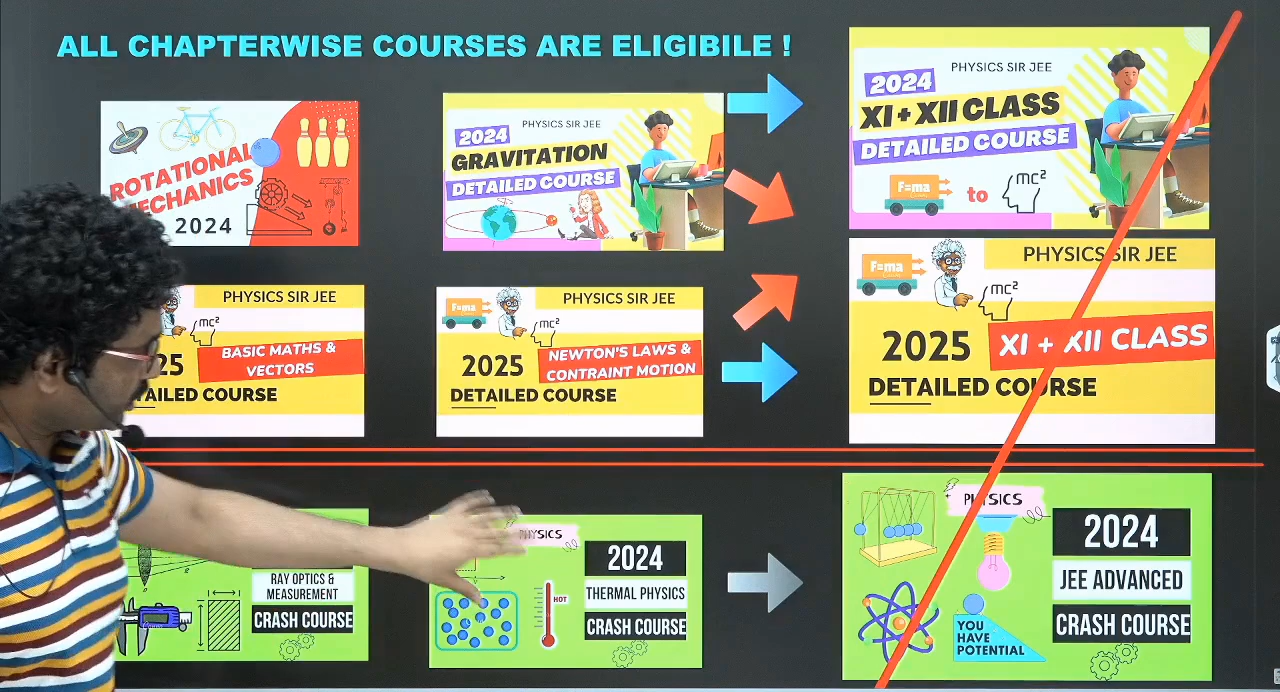 ALL CHAPTERWISE COURSES ARE ELIGIBILE !
ROTATIONAL
MECHANICS
2024
PHYSICS SIR JEE
2024
GRAVITATION
DETAILED COURSE
PHYSICS SIR JEE
2024
XI + XII CLASS
DETAILED COURSE
F=ma
to
mc²
PHYSICS SIR JEE
mc²
25
BASIC MATHS &
VECTORS
TAILED COURSE
PHYSICS SIR JEE
F=ma
mc²
2025
NEWTON'S LAWS &
CONTRAINT MOTION
DETAILED COURSE
PHYSICS SIR JEE
F=ma
mc²
2025
XI + XII CLASS
DETAILED COURSE
RAY OPTICS &
MEASUREMENT
CRASH COURSE
PHYSICS
2024
HOT
THERMAL PHYSICS
CRASH COURSE
PHYSICS
2024
JEE ADVANCED
CRASH COURSE
YOU
HAVE
POTENTIAL